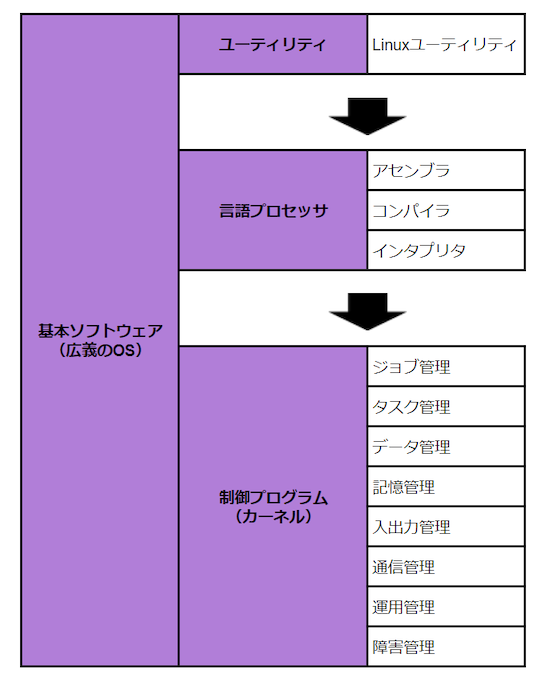 基本ソフトウェア
（広義のOS）
ユーティリティ
Linuxユーティリティ
言語プロセッサ
アセンブラ
コンパイラ
インタプリタ
制御プログラム
（カーネル）
ジョブ管理
タスク管理
データ管理
記憶管理
入出力管理
通信管理
運用管理
障害管理